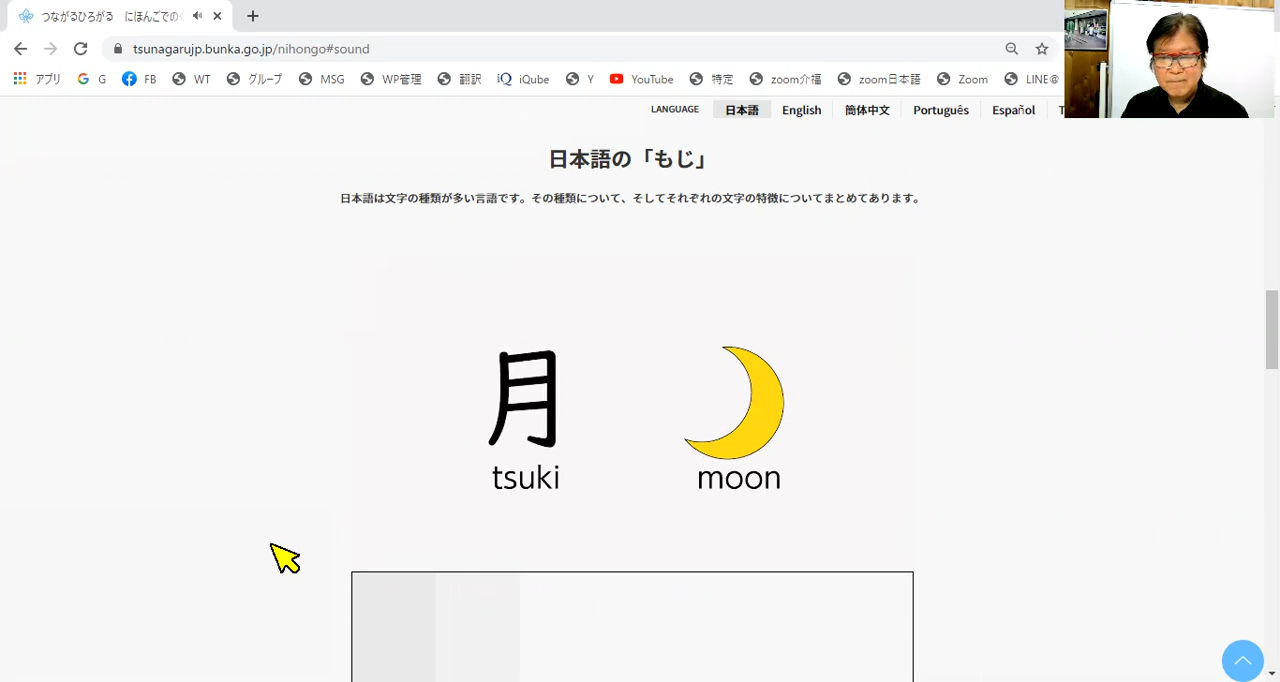 つながるひろがる にほんごでの
tsunagarujp.bunka.go.jp/nihongo#sound
アプリ G FB WT グループ MSG WP管理 翻訳 iQube Y YouTube 特定 zoom介福 zoom日本語 Zoom LINE@
LANGUAGE 日本語 English 简体中文 Português Español
日本語の「もじ」
日本語は文字の種類が多い言語です。その種類について、そしてそれぞれの文字の特徴についてまとめてあります。
月
tsuki
moon